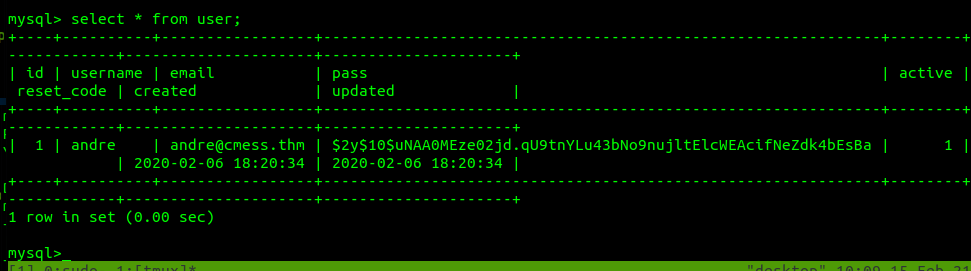 mysql> select * from user;
+----+----------+-----------------+--------------------------------------------------------------+--------+
------------+---------------------+---------------------+
| id | username | email           | pass                                                         | active |
 reset_code | created             | updated             |
+----+----------+-----------------+--------------------------------------------------------------+--------+
------------+---------------------+---------------------+
|  1 | andre    | andre@cmess.thm | $2y$10$uNAA0MEze02jd.qU9tnYLu43bNo9nujltElcWEAcifNeZdk4bEsBa |      1 |
            | 2020-02-06 18:20:34 | 2020-02-06 18:20:34 |
+----+----------+-----------------+--------------------------------------------------------------+--------+
------------+---------------------+---------------------+
1 row in set (0.00 sec)
mysql>_
[1] 0:sudo 1:[tmux]* "desktop" 10:09 15-Feb-21